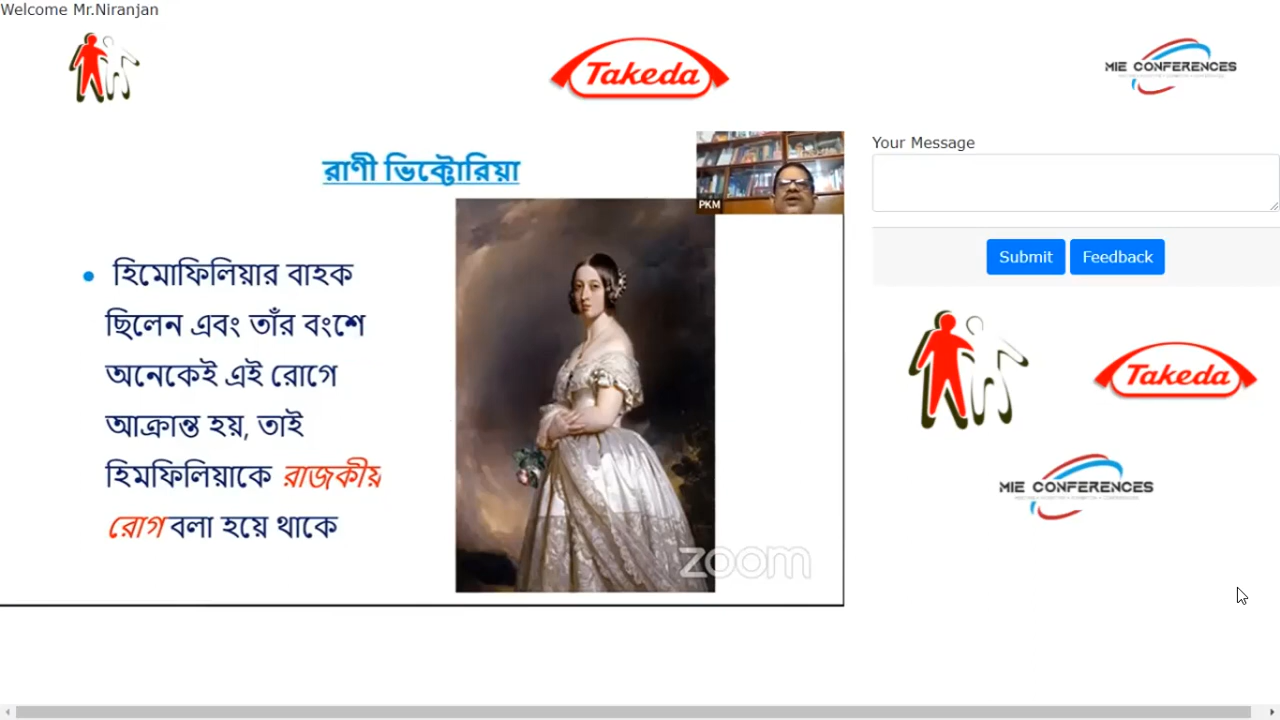 Welcome Mr.Niranjan
Takeda
MIE CONFERENCES
রাণী ভিক্টোরিয়া
PKM
হিমোফিলিয়ার বাহক
ছিলেন এবং তাঁর বংশে
অনেকেই এই রোগে
আক্রান্ত হয়, তাই
হিমফিলিয়াকে রাজকীয়
রোগ বলা হয়ে থাকে
zoom
Your Message
Submit
Feedback
Takeda
MIE CONFERENCES